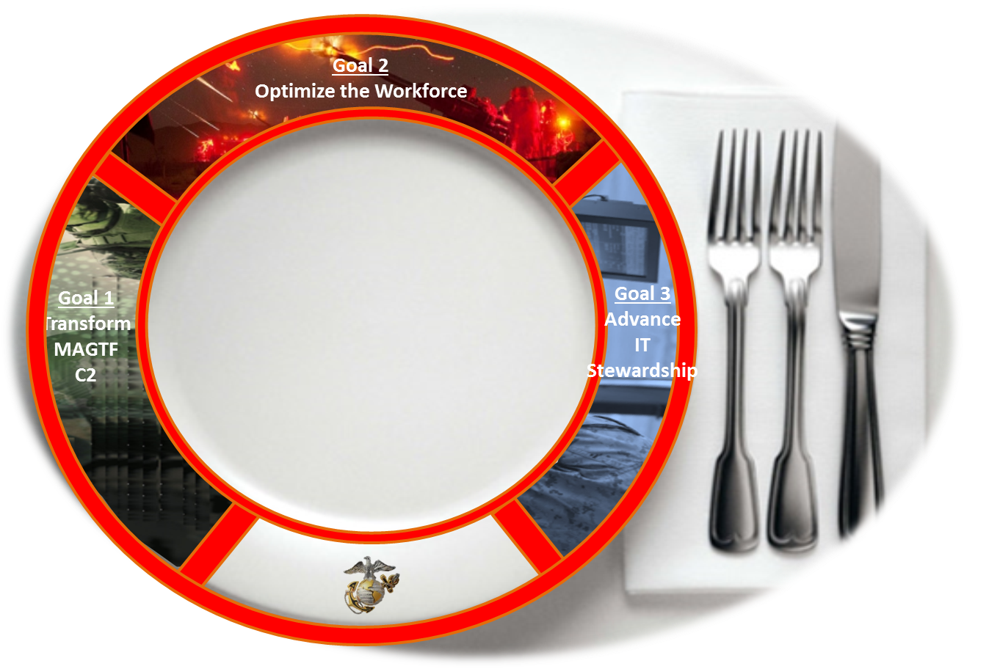 Goal 2
Optimize the Workforce
Goal 1
Transform
MAGTF
C2
Goal 3
Advance
IT
Stewardship